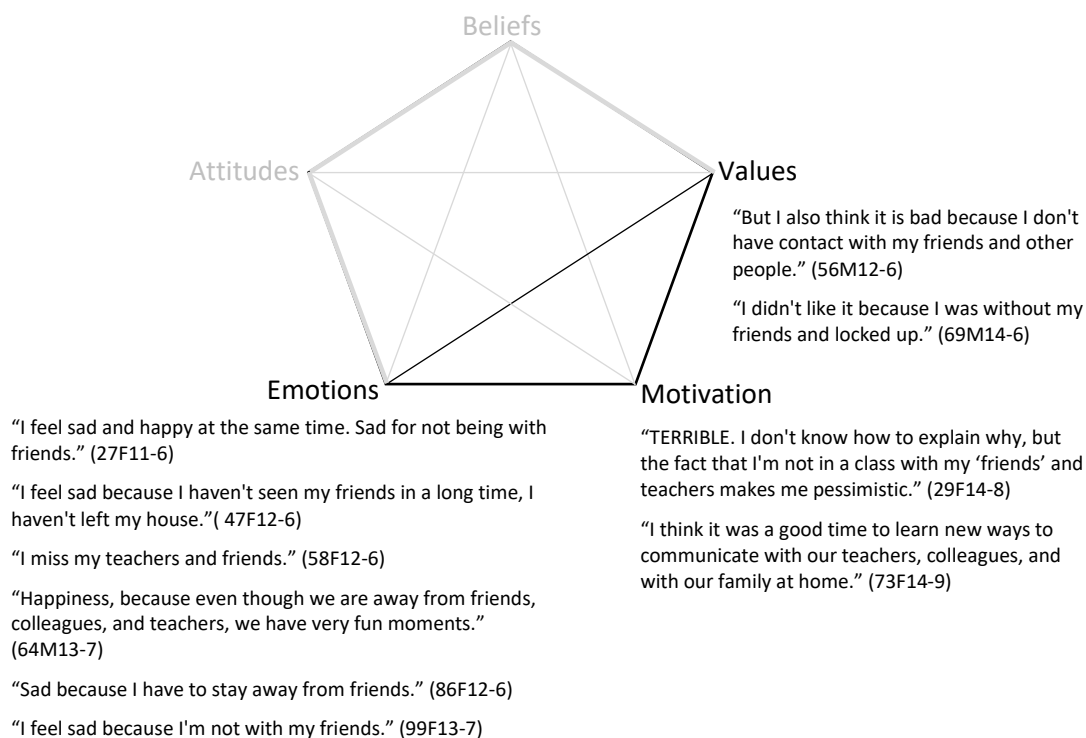 Beliefs
Attitudes
Values
“But I also think it is bad because I don't
have contact with my friends and other
people.” (56M12-6)
“I didn't like it because I was without my
friends and locked up.” (69M14-6)
Emotions
“I feel sad and happy at the same time. Sad for not being with
friends.” (27F11-6)
“I feel sad because I haven't seen my friends in a long time, I
haven't left my house.”( 47F12-6)
“I miss my teachers and friends.” (58F12-6)
“Happiness, because even though we are away from friends,
colleagues, and teachers, we have very fun moments.”
(64M13-7)
“Sad because I have to stay away from friends.” (86F12-6)
“I feel sad because I'm not with my friends.” (99F13-7)
Motivation
“TERRIBLE. I don't know how to explain why, but
the fact that I'm not in a class with my ‘friends’ and
teachers makes me pessimistic.” (29F14-8)
“I think it was a good time to learn new ways to
communicate with our teachers, colleagues, and
with our family at home.” (73F14-9)